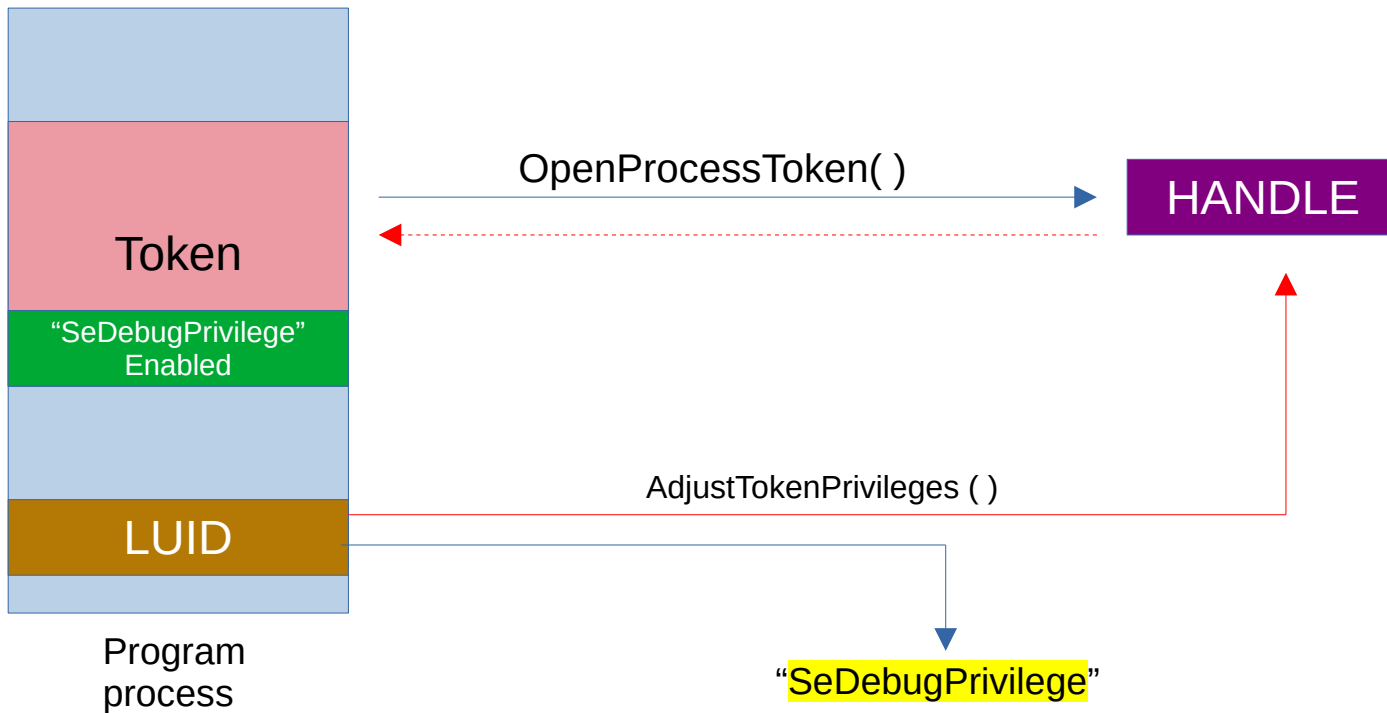 OpenProcessToken( )
HANDLE
Token
“SeDebugPrivilege”
Enabled
AdjustTokenPrivileges ( )
LUID
Program
process
“SeDebugPrivilege”